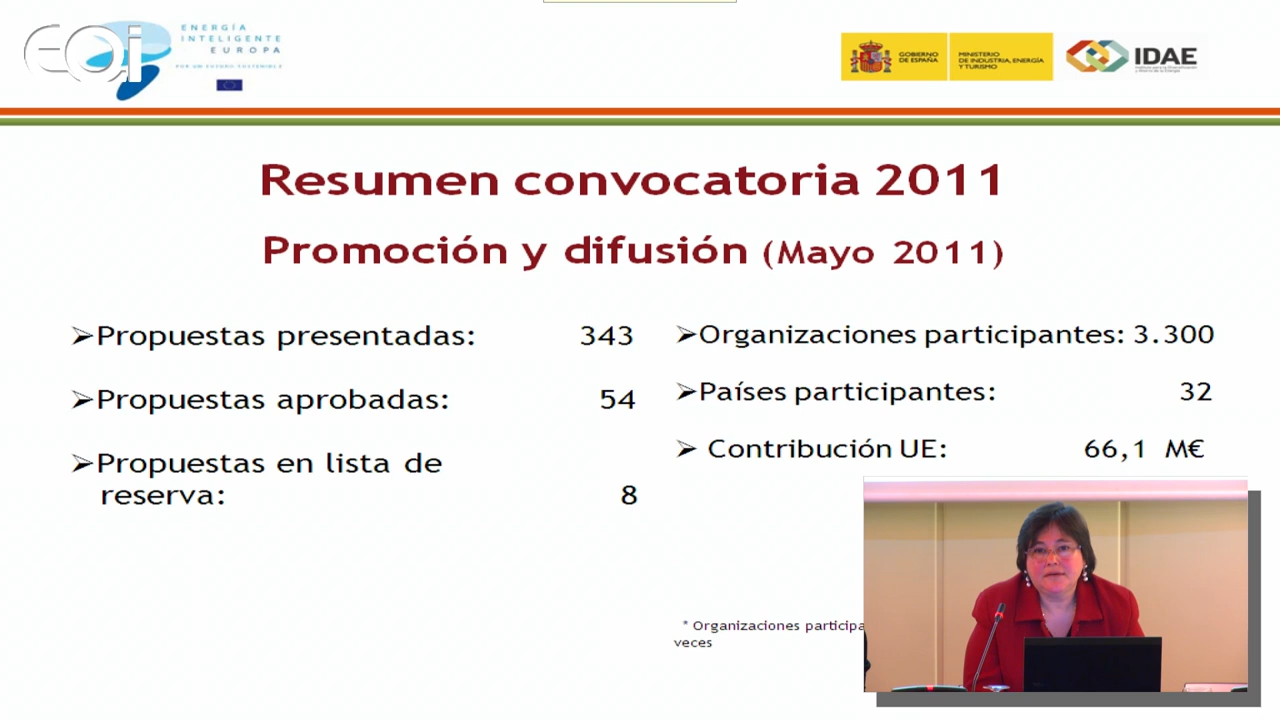 eoi
ENERGÍA
INTELIGENTE
EUROPA
POR UN FUTURO SOSTENIBLE
GOBIERNO
DE ESPAÑA
MINISTERIO
DE INDUSTRIA, ENERGÍA
Y TURISMO
IDAE
Resumen convocatoria 2011
Promoción y difusión (Mayo 2011)
➢Propuestas presentadas: 343
➢Propuestas aprobadas: 54
➢Propuestas en lista de
reserva: 8
➢Organizaciones participantes: 3.300
➢Países participantes: 32
➢ Contribución UE: 66,1 M€
* Organizaciones participa
veces